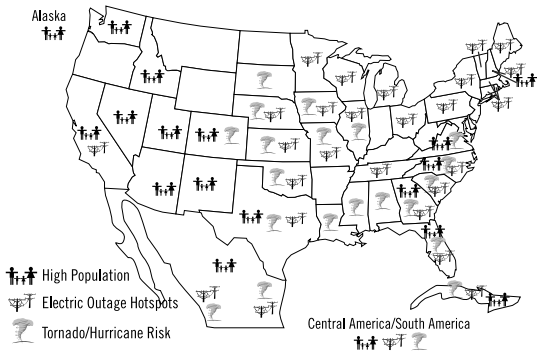 Alaska
High Population
Electric Outage Hotspots
Tornado/Hurricane Risk
Central America/South America